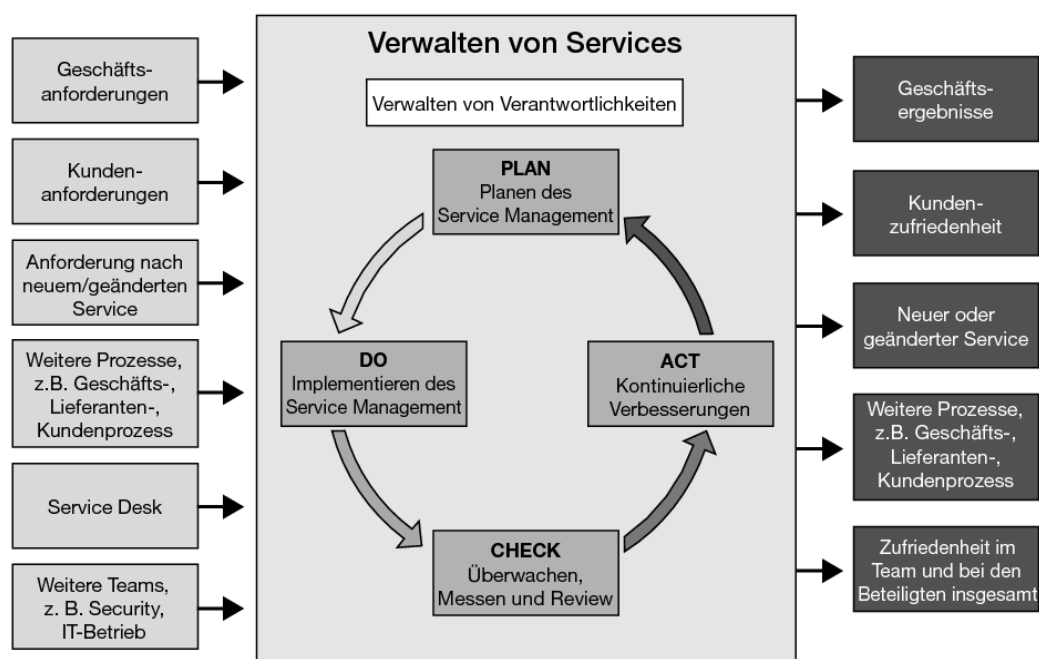 Geschäfts-
anforderungen
Kunden-
anforderungen
Anforderung nach
neuem/geänderten
Service
Weitere Prozesse,
z.B. Geschäfts-,
Lieferanten-,
Kundenprozess
Service Desk
Weitere Teams,
z. B. Security,
IT-Betrieb
Verwalten von Services
Verwalten von Verantwortlichkeiten
PLAN
Planen des
Service Management
DO
Implementieren des
Service Management
ACT
Kontinuierliche
Verbesserungen
CHECK
Überwachen,
Messen und Review
Geschäfts-
ergebnisse
Kunden-
zufriedenheit
Neuer oder
geänderter Service
Weitere Prozesse,
z.B. Geschäfts-,
Lieferanten-,
Kundenprozess
Zufriedenheit im
Team und bei den
Beteiligten insgesamt